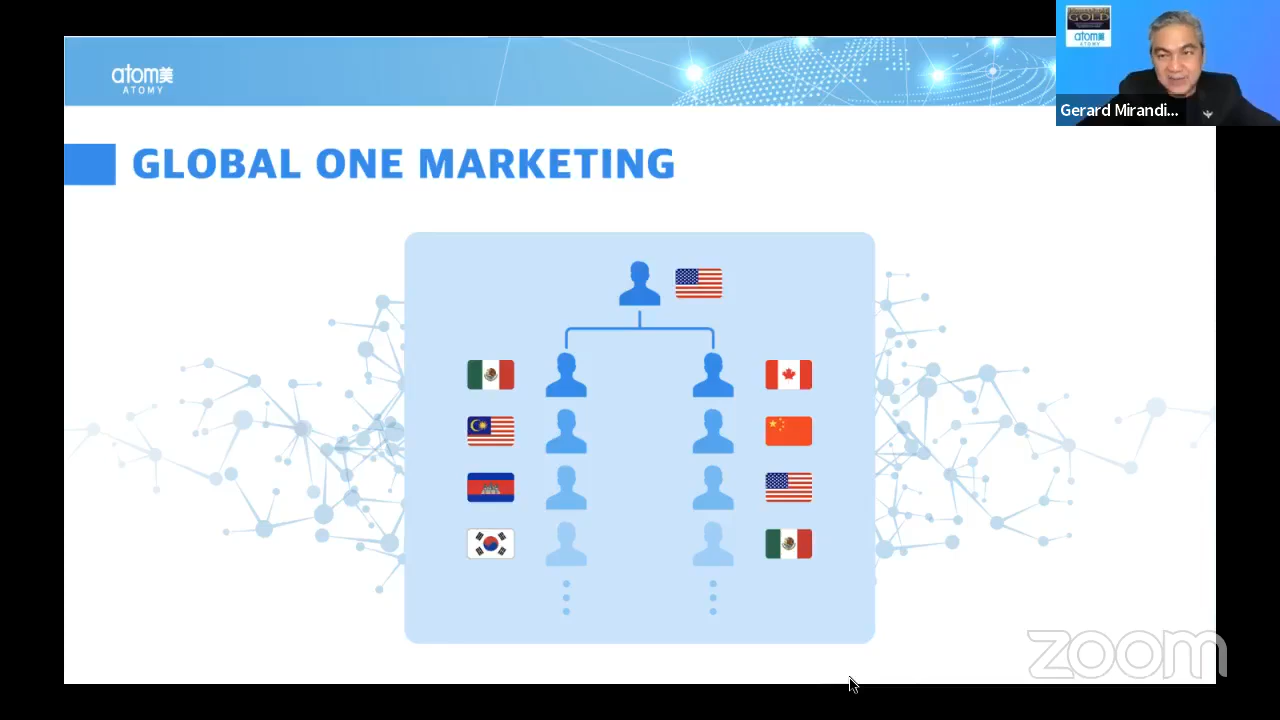 GOLD
atom美
ATOMY
Gerard Mirandi...
atom美
ATOMY
GLOBAL ONE MARKETING
zoom